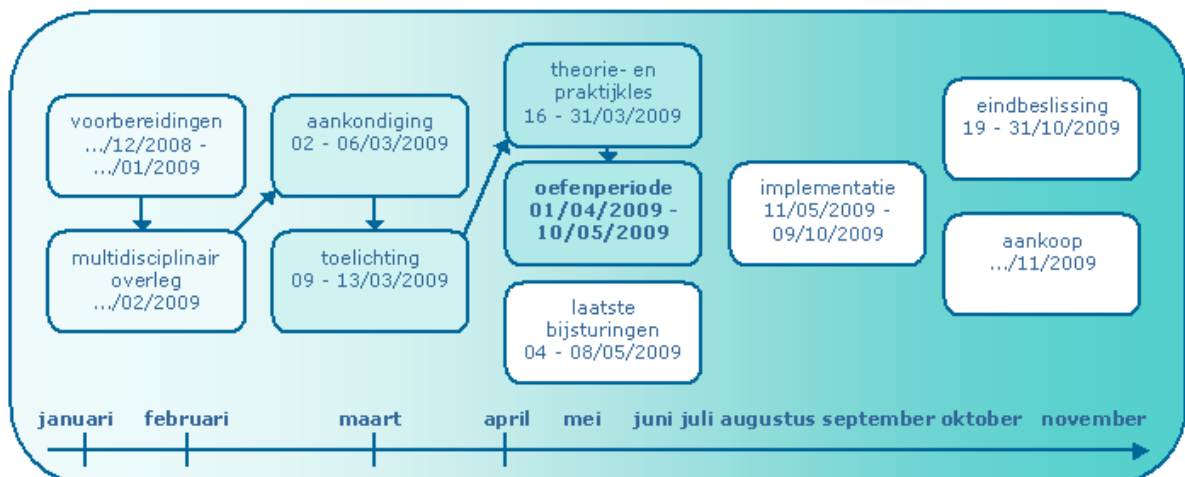 voorbereidingen
.../12/2008 -
.../01/2009
multidisciplinair
overleg
.../02/2009
aankondiging
02 - 06/03/2009
toelichting
09 - 13/03/2009
theorie- en
praktijkles
16 - 31/03/2009
oefenperiode
01/04/2009 -
10/05/2009
laatste
bijsturingen
04 - 08/05/2009
implementatie
11/05/2009 -
09/10/2009
eindbeslissing
19 - 31/10/2009
aankoop
.../11/2009
januari februari maart april mei juni juli augustus september oktober november